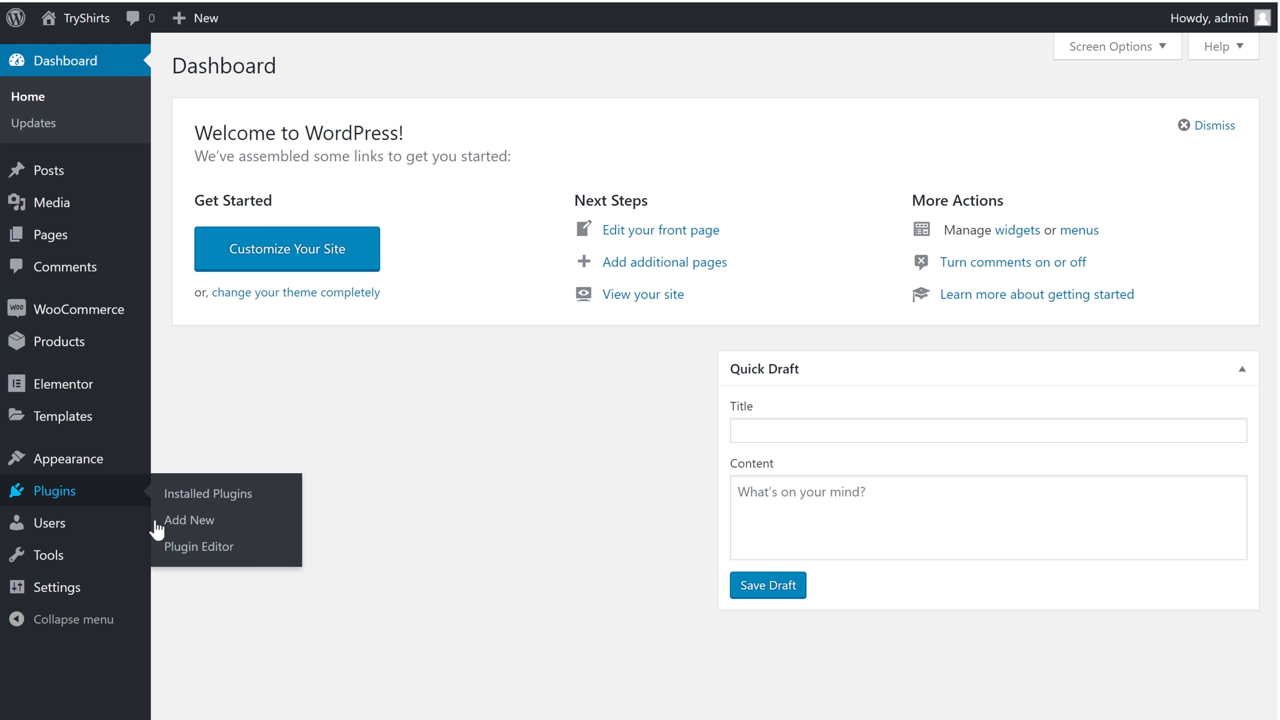 TryShirts 0 New Howdy, admin
Screen Options Help
Dashboard
Home
Updates
Posts
Media
Pages
Comments
WooCommerce
Products
Elementor
Templates
Appearance
Plugins
Users
Tools
Settings
Collapse menu
Installed Plugins
Add New
Plugin Editor
Dashboard
Welcome to WordPress!
Dismiss
We've assembled some links to get you started:
Get Started
Customize Your Site
or, change your theme completely
Next Steps
Edit your front page
Add additional pages
View your site
More Actions
Manage widgets or menus
Turn comments on or off
Learn more about getting started
Quick Draft
Title
Content
What's on your mind?
Save Draft